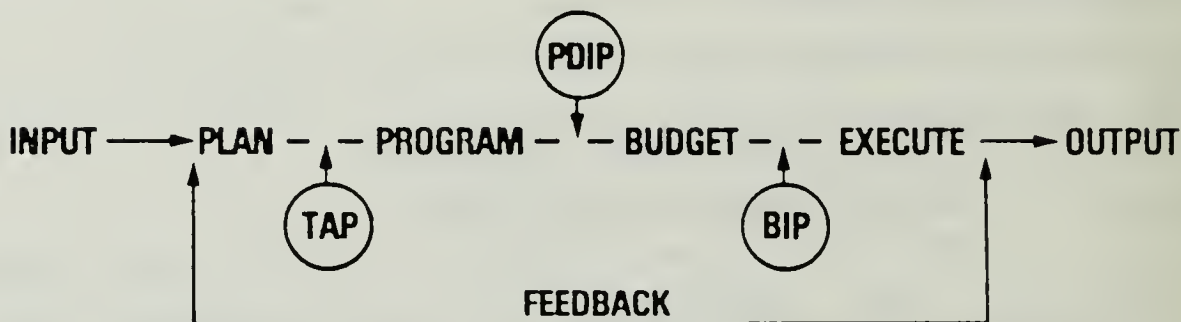 PDIP
INPUT PLAN PROGRAM BUDGET EXECUTE OUTPUT
TAP BIP
FEEDBACK